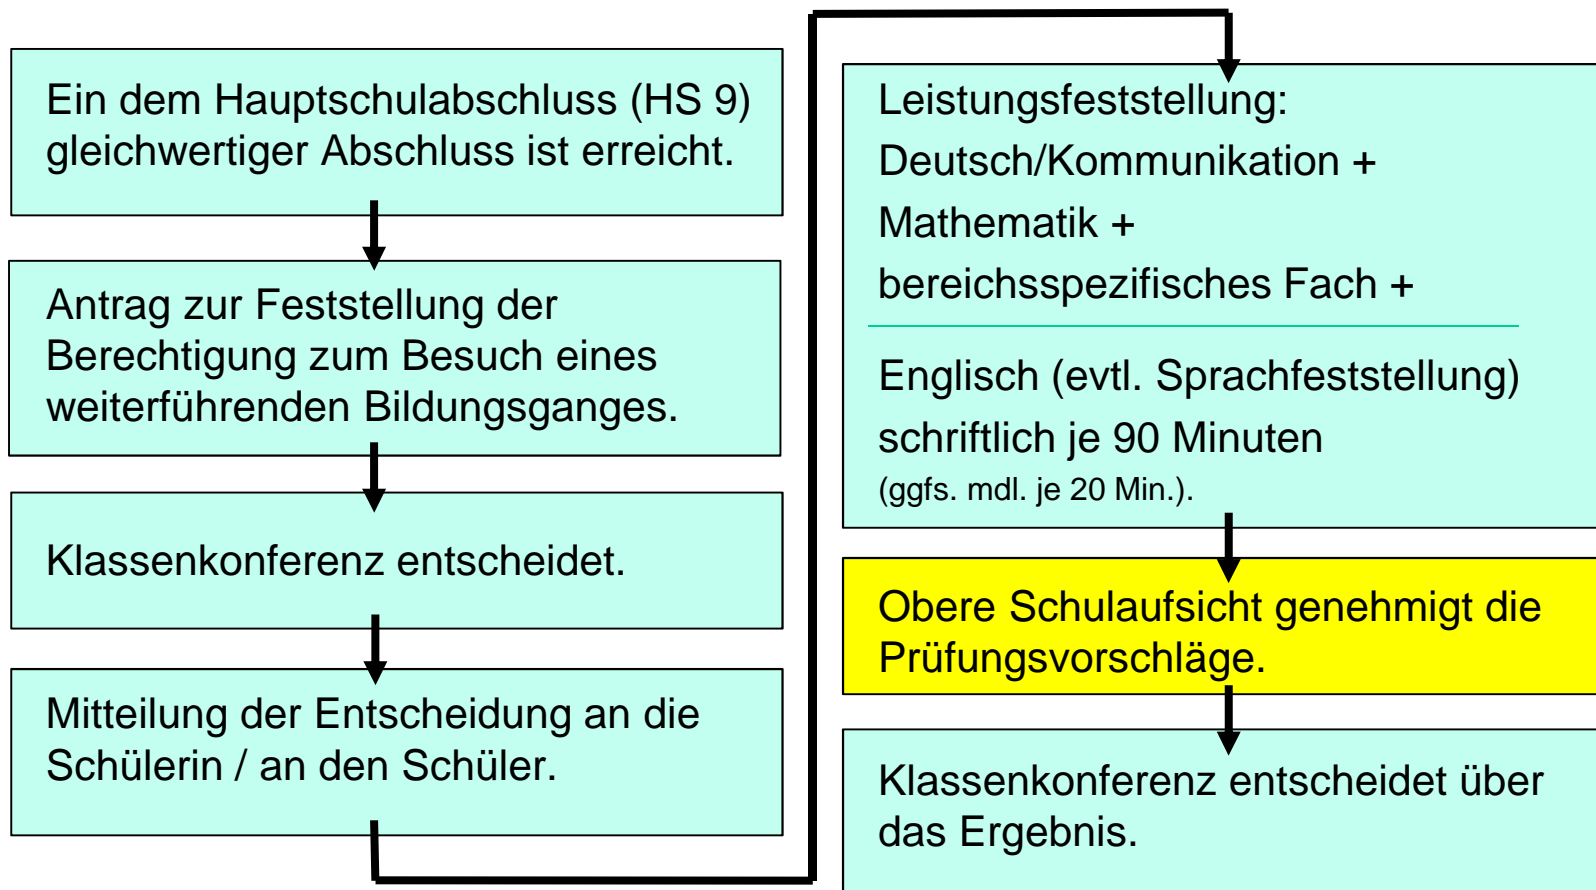 Ein dem Hauptschulabschluss (HS 9)
gleichwertiger Abschluss ist erreicht.
Antrag zur Feststellung der
Berechtigung zum Besuch eines
weiterführenden Bildungsganges.
Klassenkonferenz entscheidet.
Mitteilung der Entscheidung an die
Schülerin / an den Schüler.
Leistungsfeststellung:
Deutsch/Kommunikation +
Mathematik +
bereichsspezifisches Fach +
Englisch (evtl. Sprachfeststellung)
schriftlich je 90 Minuten
(ggfs. mdl. je 20 Min.).
Obere Schulaufsicht genehmigt die
Prüfungsvorschläge.
Klassenkonferenz entscheidet über
das Ergebnis.